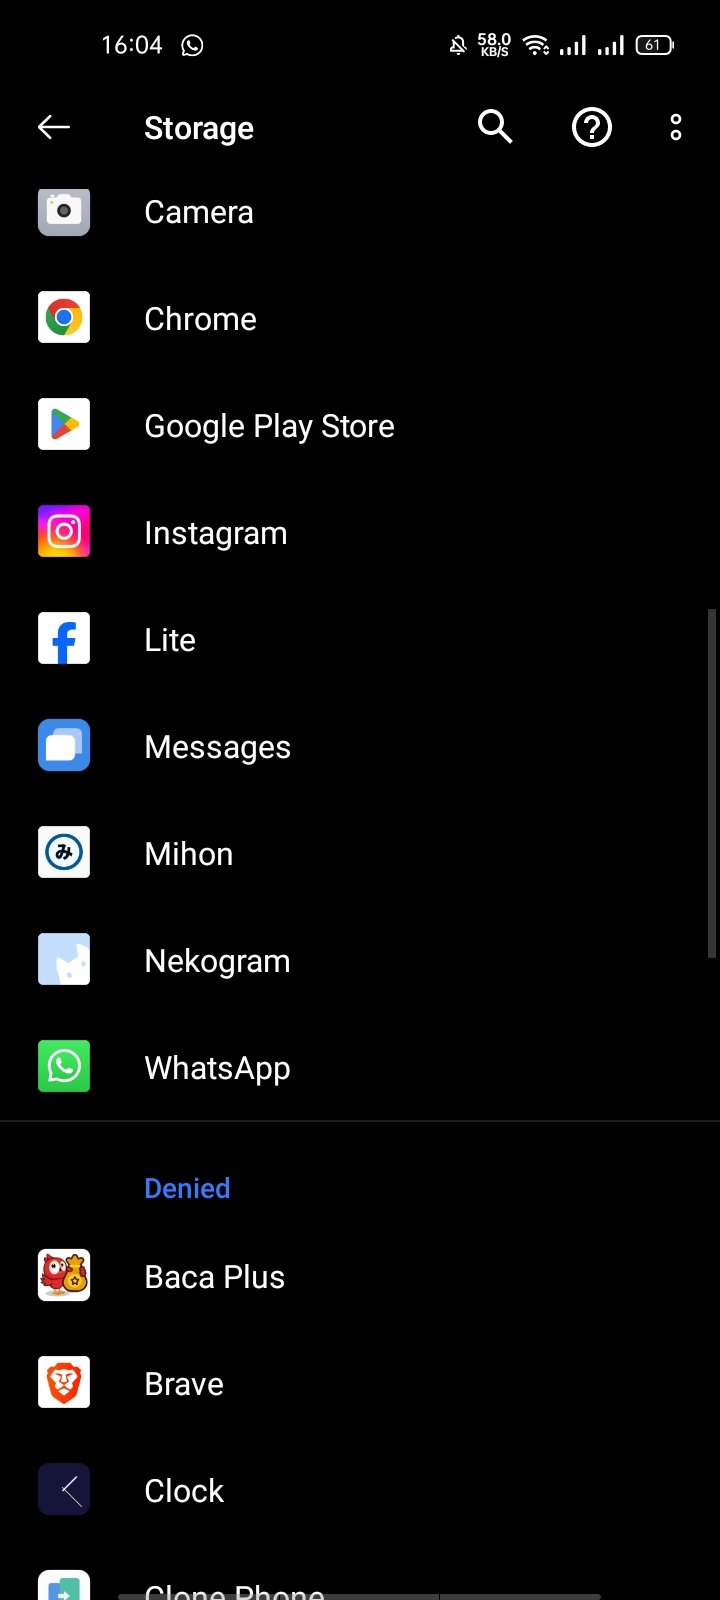 16:04 58.0 KB/S 61
Storage
Camera
Chrome
Google Play Store
Instagram
Lite
Messages
み Mihon
Nekogram
WhatsApp
Denied
Baca Plus
Brave
Clock
Clone Phone